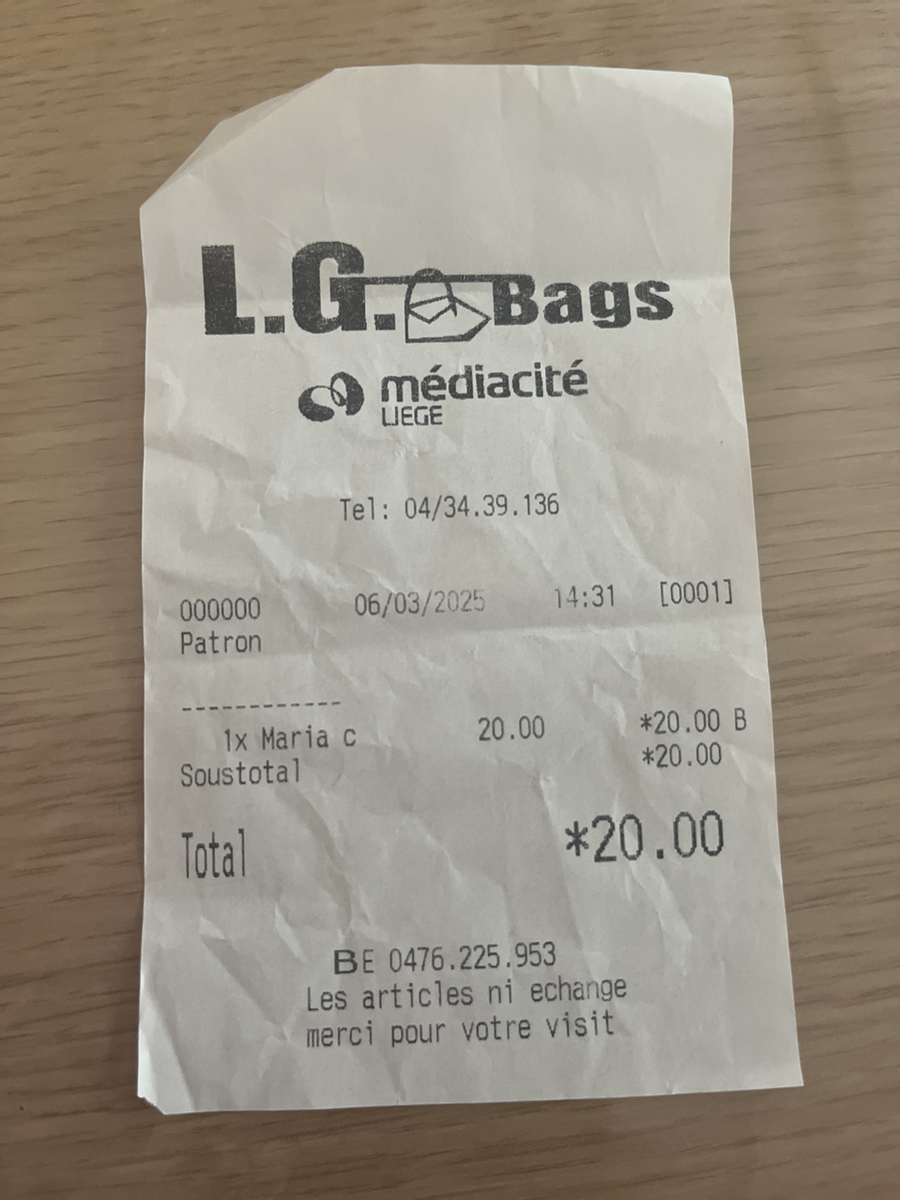 L.G. Bags
médiacité
LIEGE
Tel: 04/34.39.136
000000 06/03/2025 14:31 [0001]
Patron
------------
1x Maria c 20.00 *20.00 B
Soustotal *20.00
Total *20.00
BE 0476.225.953
Les articles ni echange
merci pour votre visit